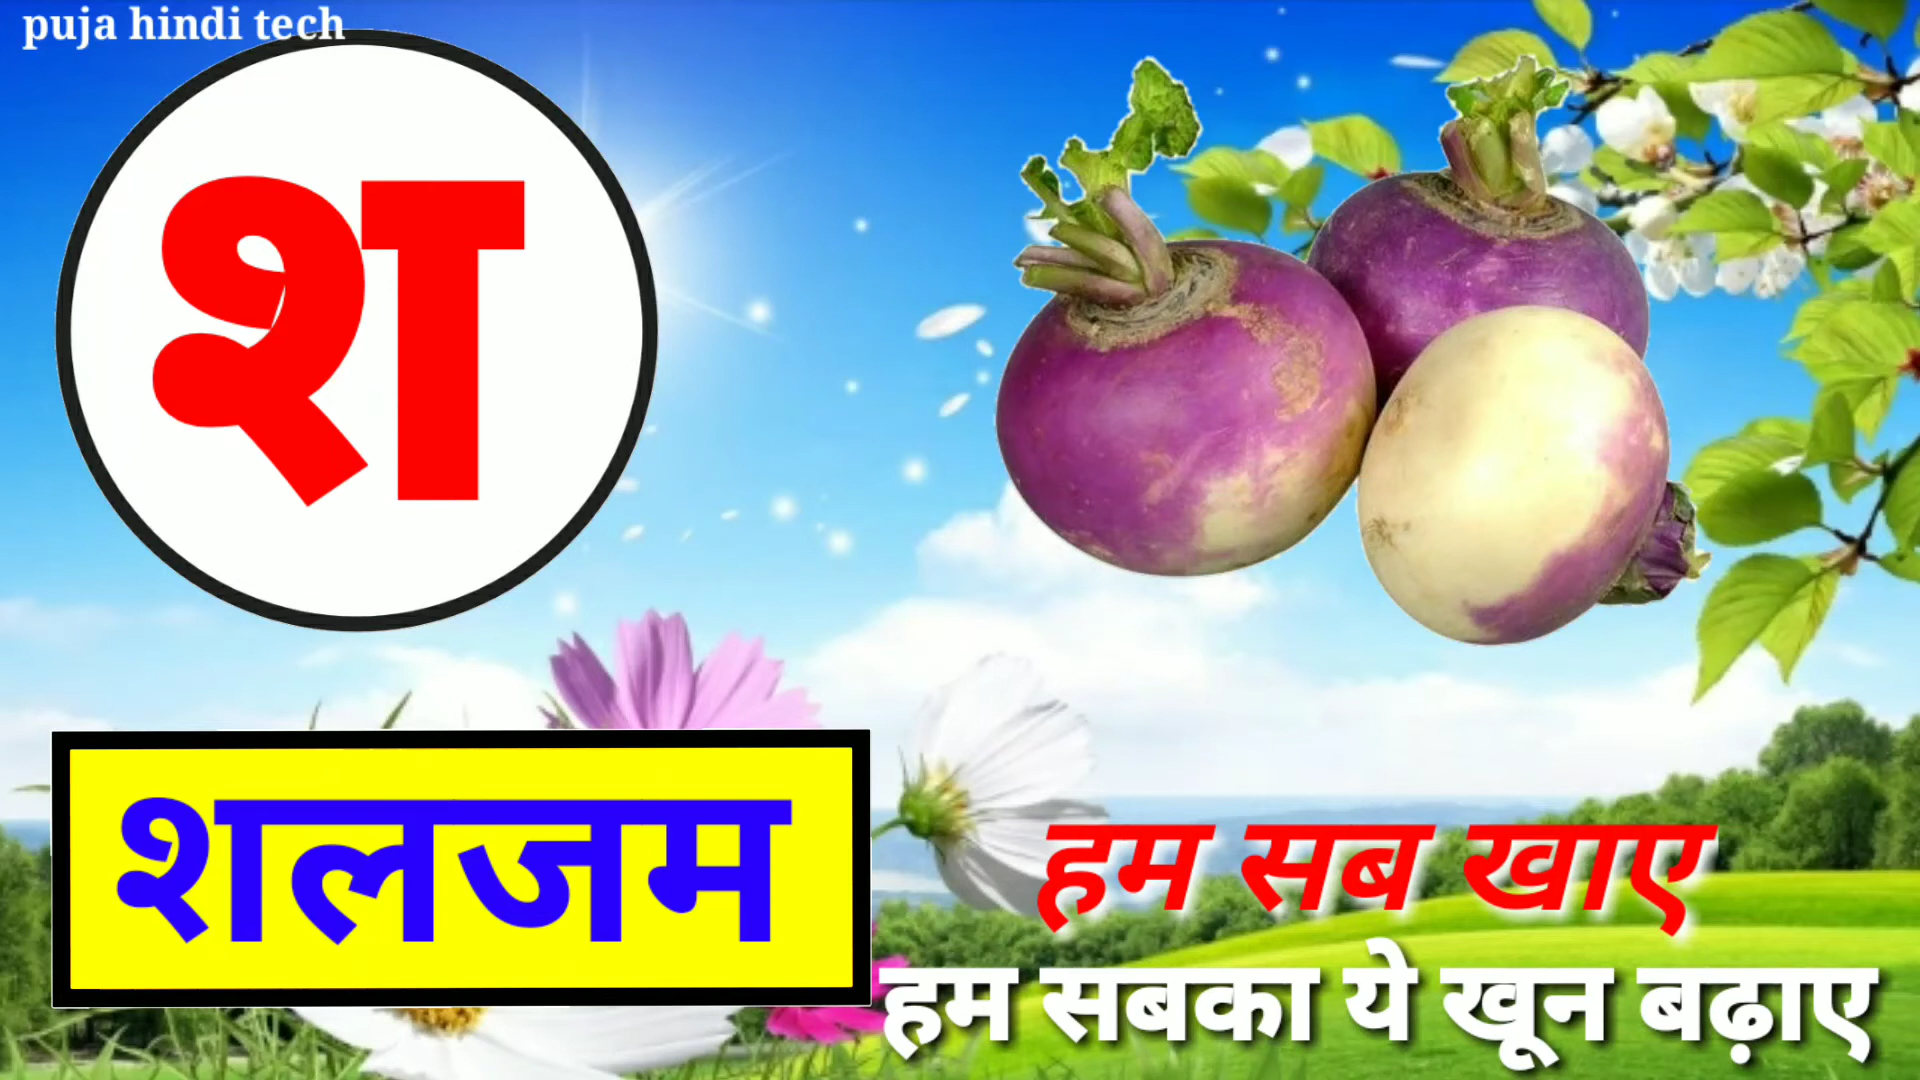 puja hindi tech
श
शलजम
हम सब खाए
हम सबका ये खून बढ़ाए